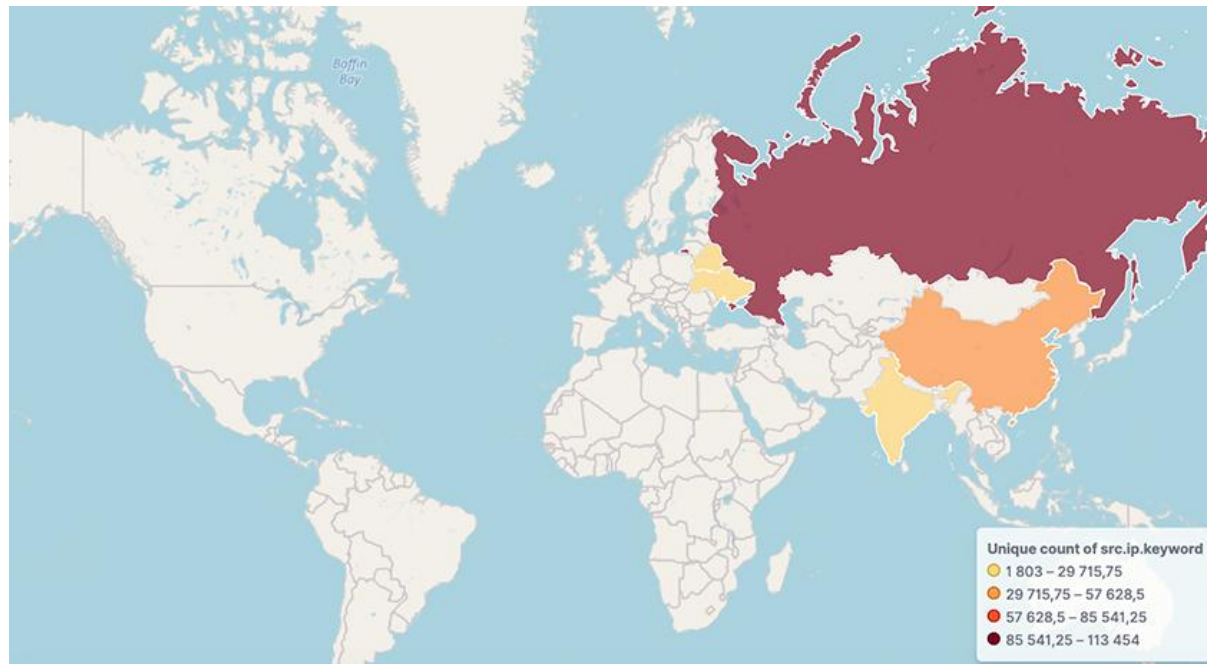 Baffin
Bay
Unique count of src.ip.keyword
1 803 – 29 715,75
29 715,75 – 57 628,5
57 628,5 – 85 541,25
85 541,25 – 113 454